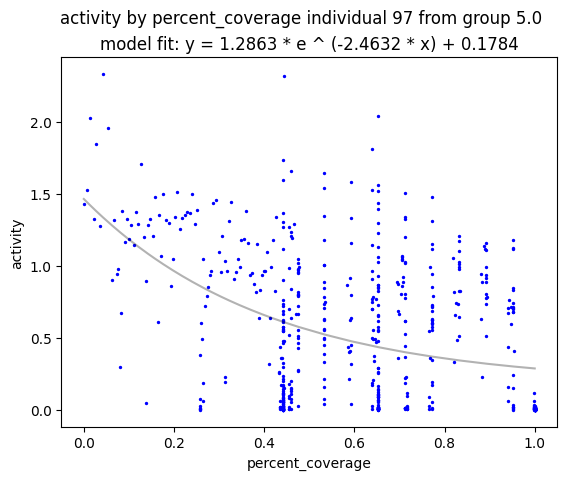 activity by percent_coverage individual 97 from group 5.0
model fit: y = 1.2863 * e ^ (-2.4632 * x) + 0.1784
2.0
1.5
1.0
0.5
0.0
activity
0.0 0.2 0.4 0.6 0.8 1.0
percent_coverage